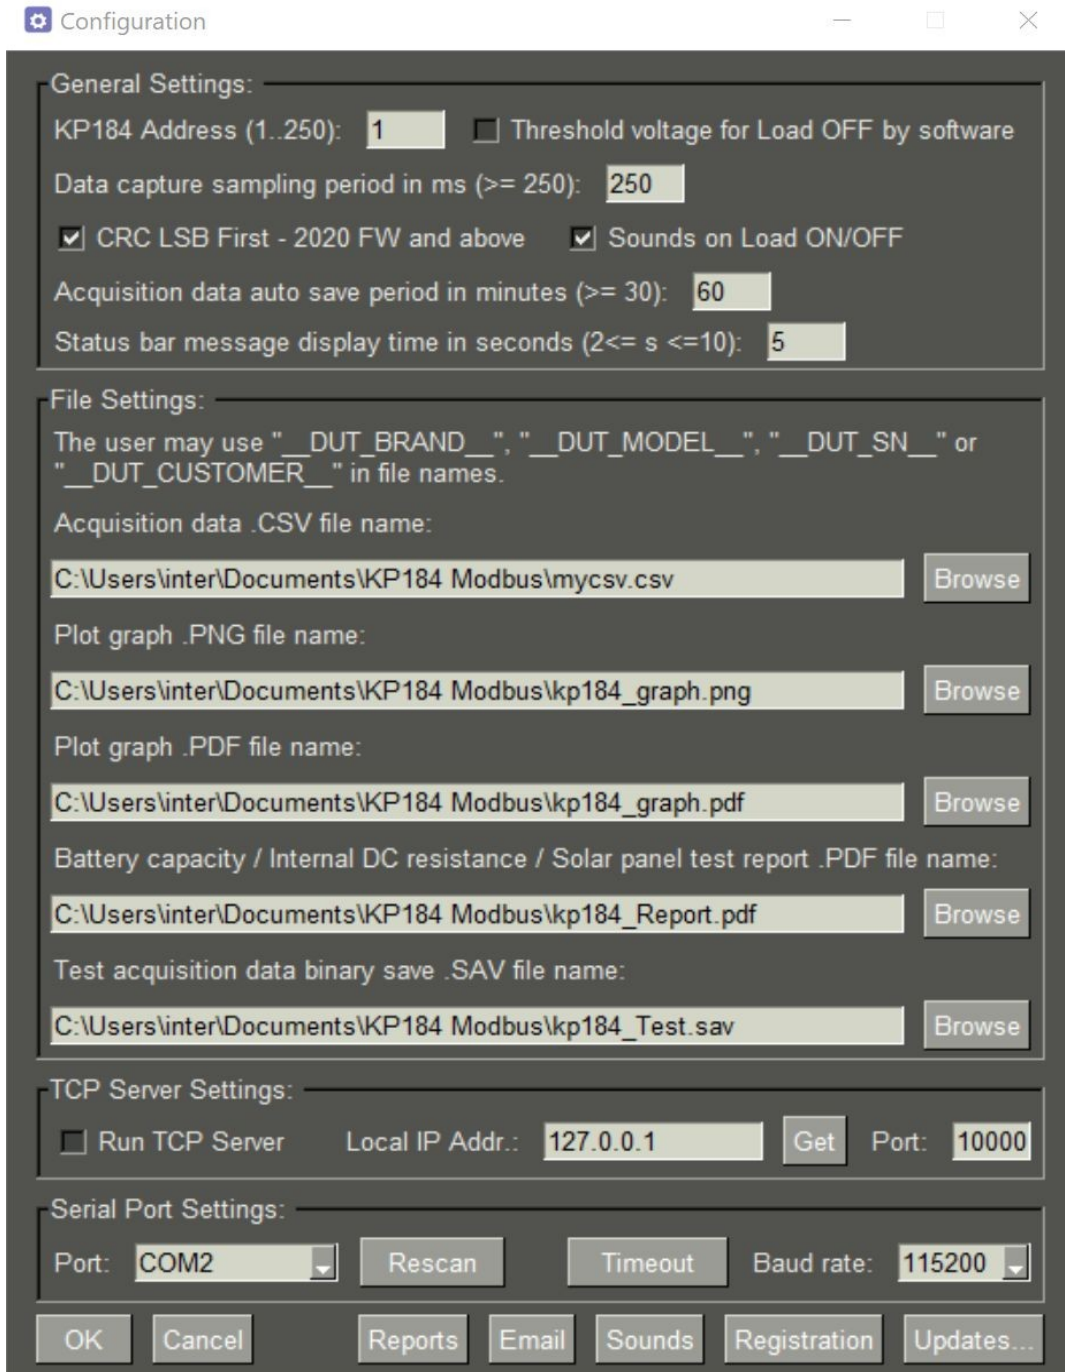 Configuration
General Settings:
KP184 Address (1..250): 1 Threshold voltage for Load OFF by software
Data capture sampling period in ms (>= 250): 250
CRC LSB First - 2020 FW and above Sounds on Load ON/OFF
Acquisition data auto save period in minutes (>= 30): 60
Status bar message display time in seconds (2<= s <=10): 5
File Settings:
The user may use "__DUT_BRAND__", "__DUT_MODEL__", "__DUT_SN__" or
"__DUT_CUSTOMER__" in file names.
Acquisition data .CSV file name:
C:\Users\inter\Documents\KP184 Modbus\mycsv.csv Browse
Plot graph .PNG file name:
C:\Users\inter\Documents\KP184 Modbus\kp184_graph.png Browse
Plot graph .PDF file name:
C:\Users\inter\Documents\KP184 Modbus\kp184_graph.pdf Browse
Battery capacity / Internal DC resistance / Solar panel test report .PDF file name:
C:\Users\inter\Documents\KP184 Modbus\kp184_Report.pdf Browse
Test acquisition data binary save .SAV file name:
C:\Users\inter\Documents\KP184 Modbus\kp184_Test.sav Browse
TCP Server Settings:
Run TCP Server Local IP Addr.: 127.0.0.1 Get Port: 10000
Serial Port Settings:
Port: COM2 Rescan Timeout Baud rate: 115200
OK Cancel Reports Email Sounds Registration Updates...